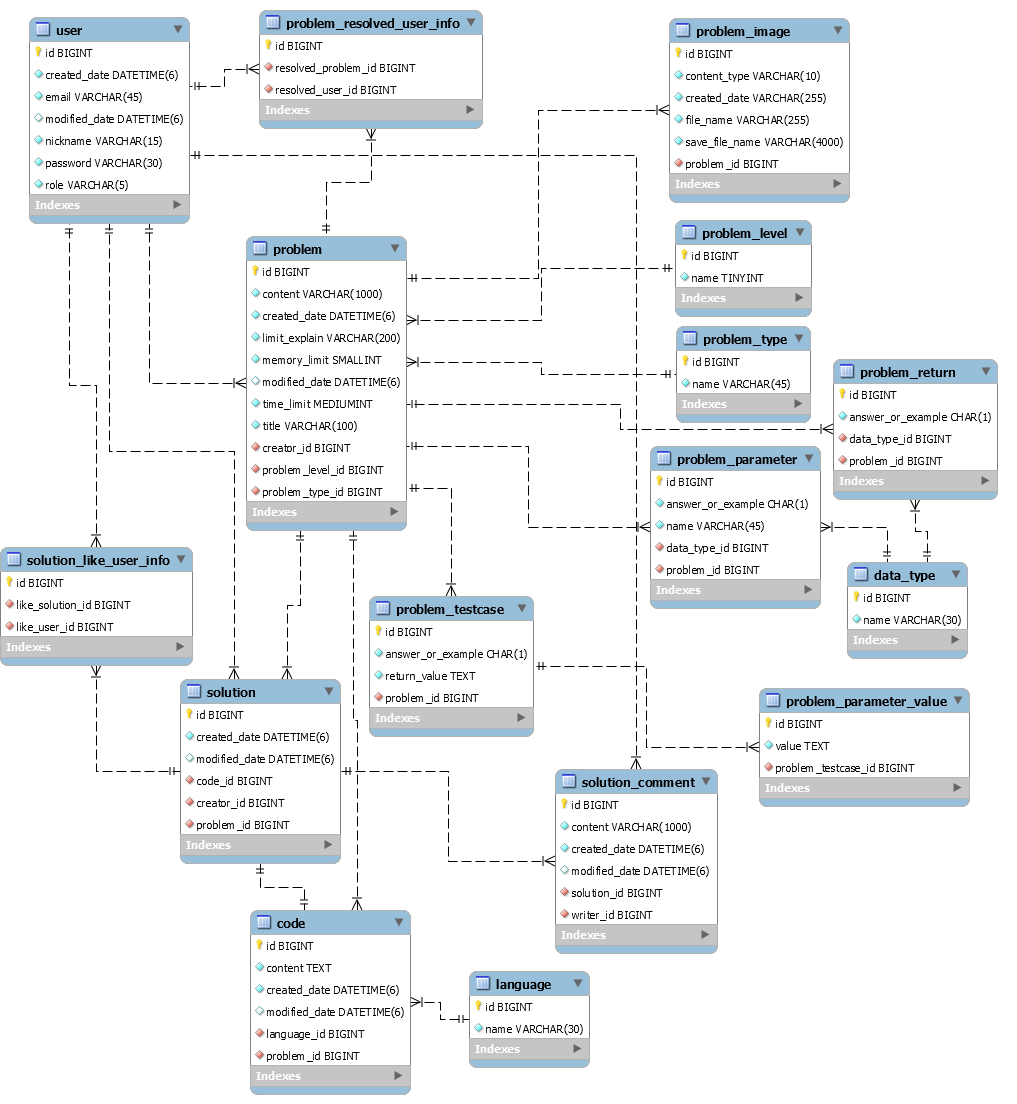 user
id BIGINT
created_date DATETIME(6)
email VARCHAR(45)
modified_date DATETIME(6)
nickname VARCHAR(15)
password VARCHAR(30)
role VARCHAR(5)
Indexes
problem_resolved_user_info
id BIGINT
resolved_problem_id BIGINT
resolved_user_id BIGINT
Indexes
problem_image
id BIGINT
content_type VARCHAR(10)
created_date VARCHAR(255)
file_name VARCHAR(255)
save_file_name VARCHAR(4000)
problem_id BIGINT
Indexes
problem
id BIGINT
content VARCHAR(1000)
created_date DATETIME(6)
limit_explain VARCHAR(200)
memory_limit SMALLINT
modified_date DATETIME(6)
time_limit MEDIUMINT
title VARCHAR(100)
creator_id BIGINT
problem_level_id BIGINT
problem_type_id BIGINT
Indexes
problem_level
id BIGINT
name TINYINT
Indexes
problem_type
id BIGINT
name VARCHAR(45)
Indexes
problem_return
id BIGINT
answer_or_example CHAR(1)
data_type_id BIGINT
problem_id BIGINT
Indexes
problem_parameter
id BIGINT
answer_or_example CHAR(1)
name VARCHAR(45)
data_type_id BIGINT
problem_id BIGINT
Indexes
solution_like_user_info
id BIGINT
like_solution_id BIGINT
like_user_id BIGINT
Indexes
data_type
id BIGINT
name VARCHAR(30)
Indexes
problem_testcase
id BIGINT
answer_or_example CHAR(1)
return_value TEXT
problem_id BIGINT
Indexes
solution
id BIGINT
created_date DATETIME(6)
modified_date DATETIME(6)
code_id BIGINT
creator_id BIGINT
problem_id BIGINT
Indexes
problem_parameter_value
id BIGINT
value TEXT
problem_testcase_id BIGINT
Indexes
solution_comment
id BIGINT
content VARCHAR(1000)
created_date DATETIME(6)
modified_date DATETIME(6)
solution_id BIGINT
writer_id BIGINT
Indexes
code
id BIGINT
content TEXT
created_date DATETIME(6)
modified_date DATETIME(6)
language_id BIGINT
problem_id BIGINT
Indexes
language
id BIGINT
name VARCHAR(30)
Indexes